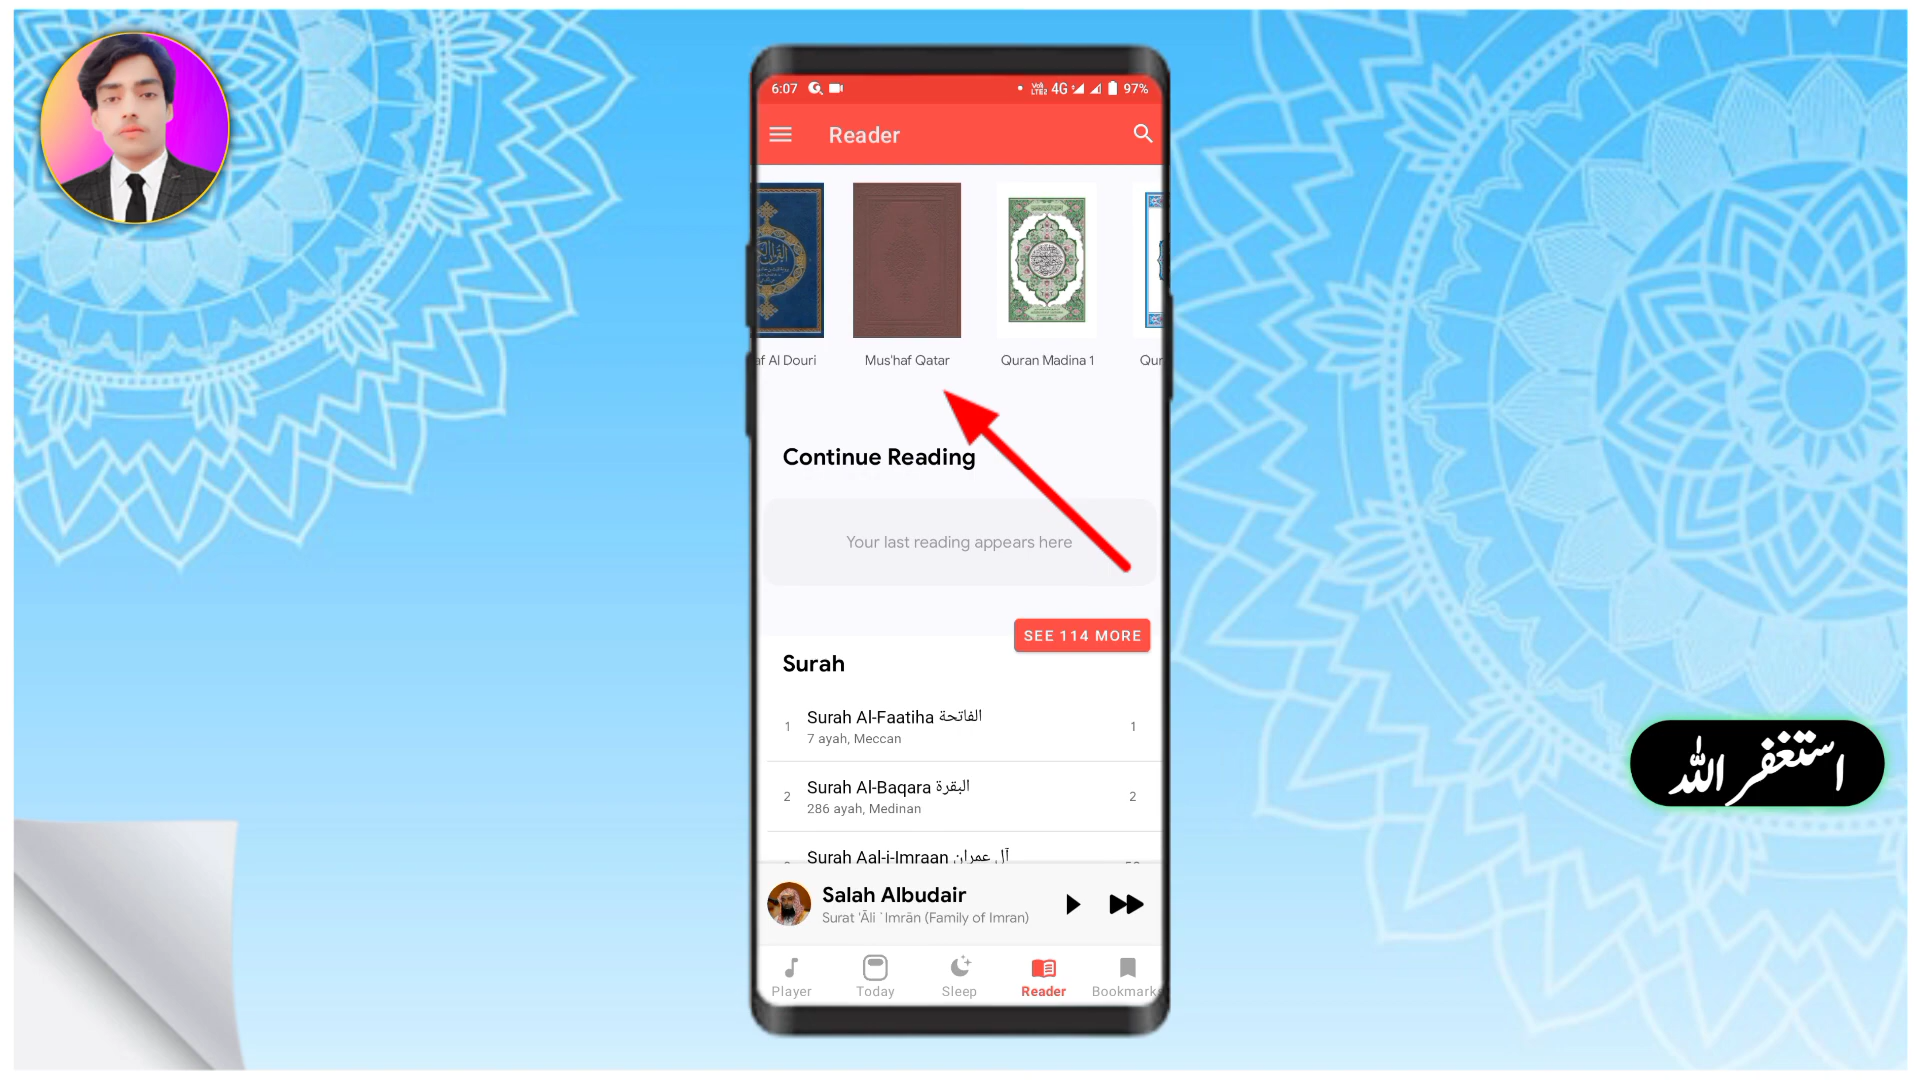 6:07 4G 97%
Reader
af Al Douri
Mus'haf Qatar
Quran Madina 1
Qur
Continue Reading
Your last reading appears here
SEE 114 MORE
Surah
1 Surah Al-Faatiha الفاتحة 1
7 ayah, Meccan
2 Surah Al-Baqara البقرة 2
286 ayah, Medinan
Surah Aal-i-Imraan آل عمران
استغفر اللہ
Salah Albudair
Surat 'Āli `Imrān (Family of Imran)
Player Today Sleep Reader Bookmark